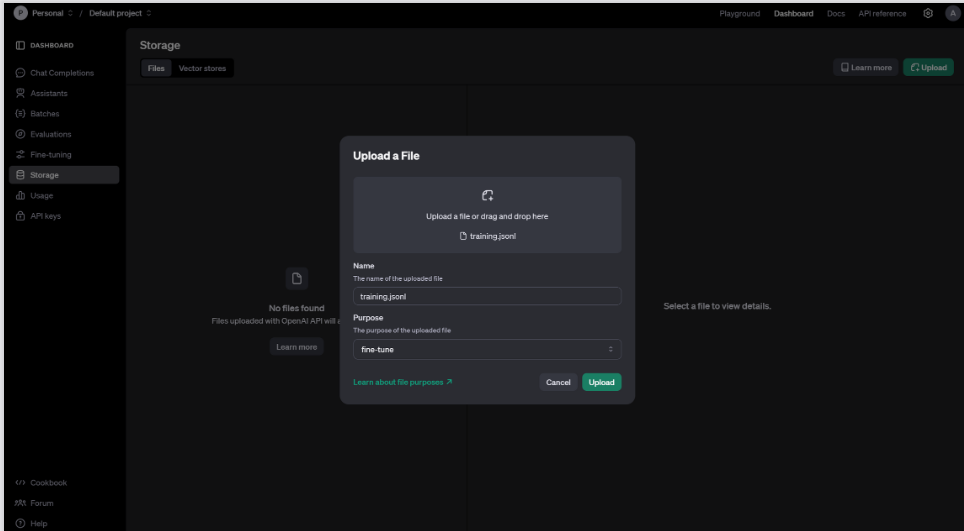 P Personal / Default project
Playground Dashboard Docs API reference A
DASHBOARD
Chat Completions
Assistants
Batches
Evaluations
Fine-tuning
Storage
Usage
API keys
Cookbook
Forum
Help
Storage
Files Vector stores
Learn more Upload
No files found
Files uploaded with OpenAI API will a
Learn more
Select a file to view details.
Upload a File
Upload a file or drag and drop here
training.jsonl
Name
The name of the uploaded file
training.jsonl
Purpose
The purpose of the uploaded file
fine-tune
Learn about file purposes
Cancel Upload